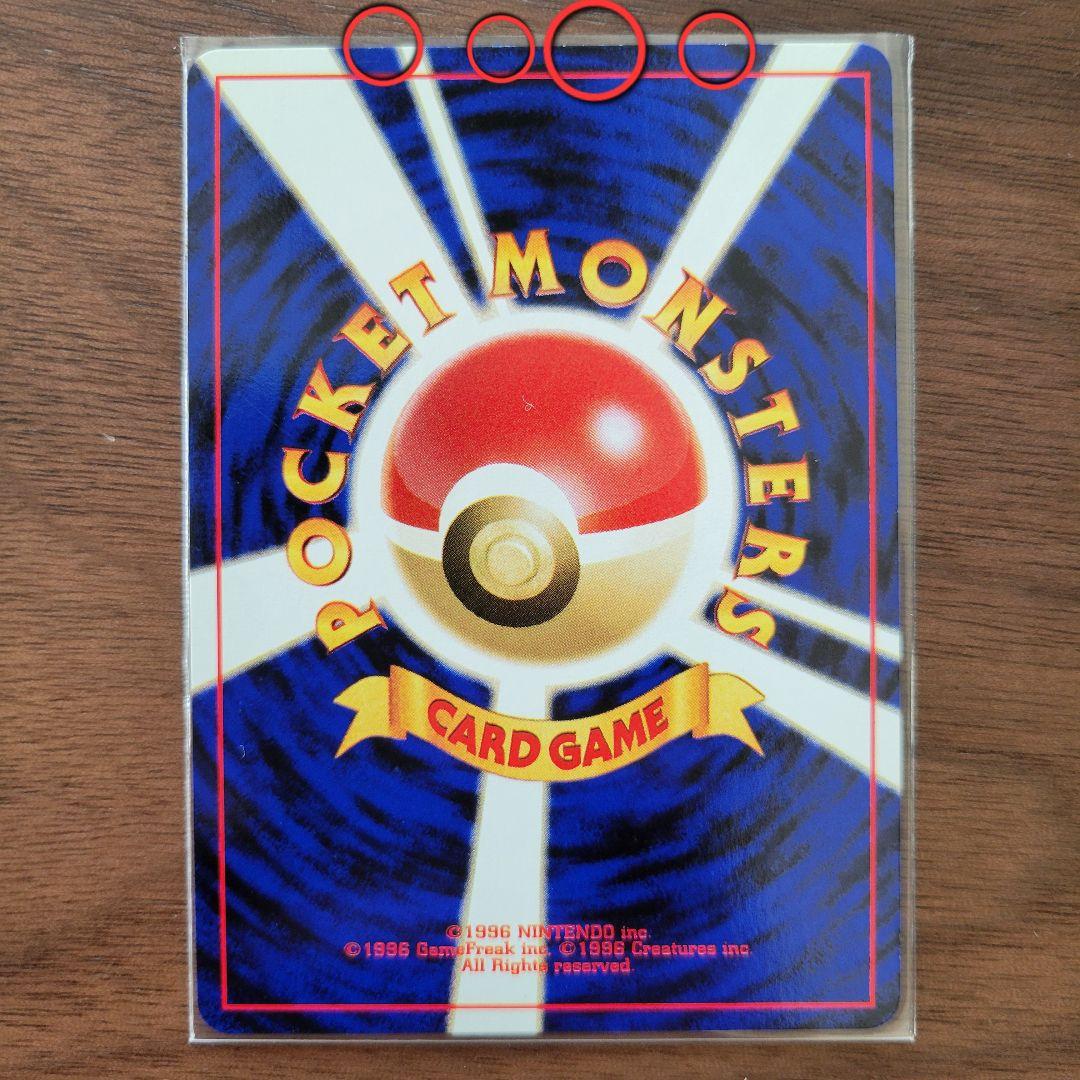 POCKET MONSTERS
CARD GAME
©1996 NINTENDO inc.
©1996 GameFreak inc. ©1996 Creatures inc.
All Rights reserved.